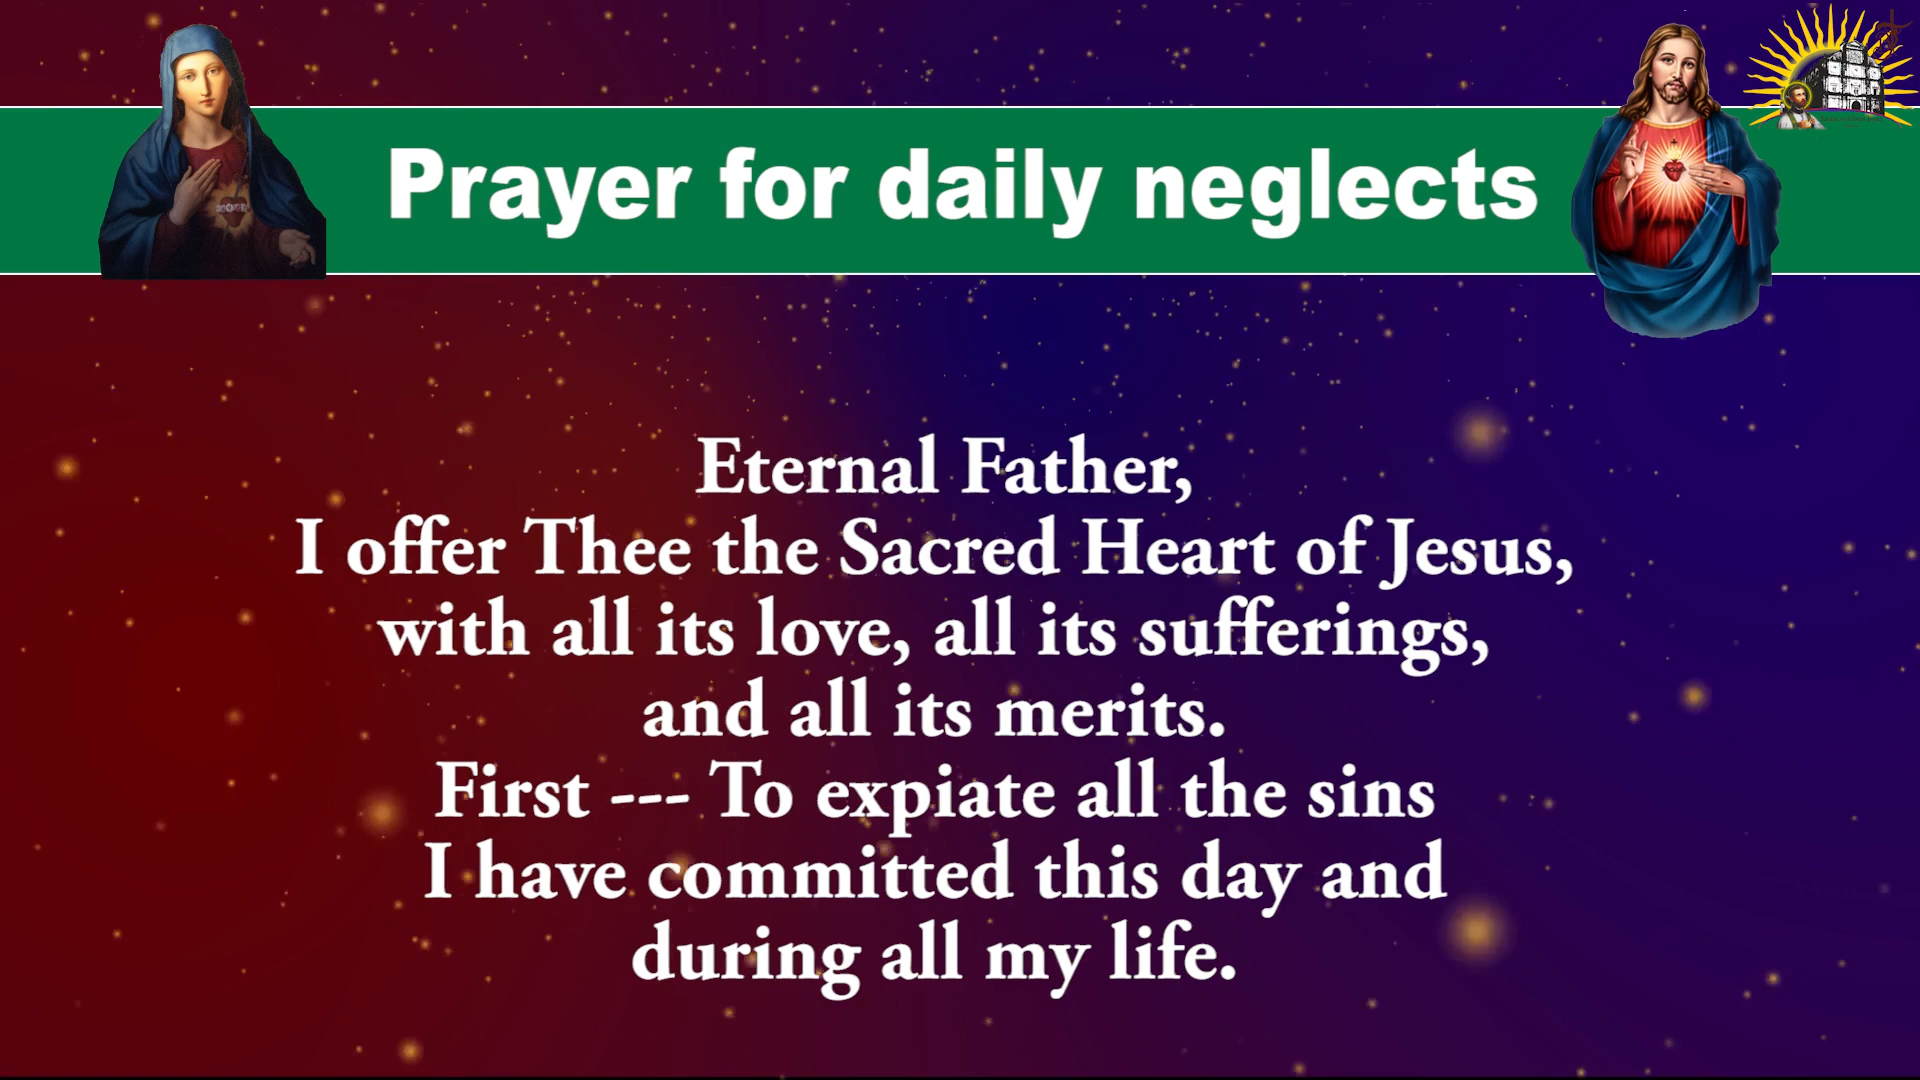 Prayer for daily neglects
Eternal Father,
I offer Thee the Sacred Heart of Jesus,
with all its love, all its sufferings,
and all its merits.
First --- To expiate all the sins
I have committed this day and
during all my life.